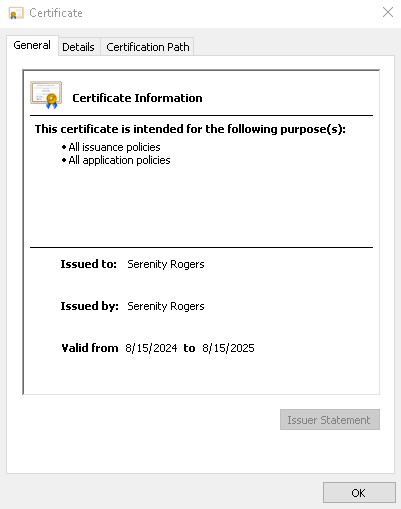 Certificate
General Details Certification Path
Certificate Information
This certificate is intended for the following purpose(s):
• All issuance policies
• All application policies
Issued to: Serenity Rogers
Issued by: Serenity Rogers
Valid from 8/15/2024 to 8/15/2025
Issuer Statement
OK